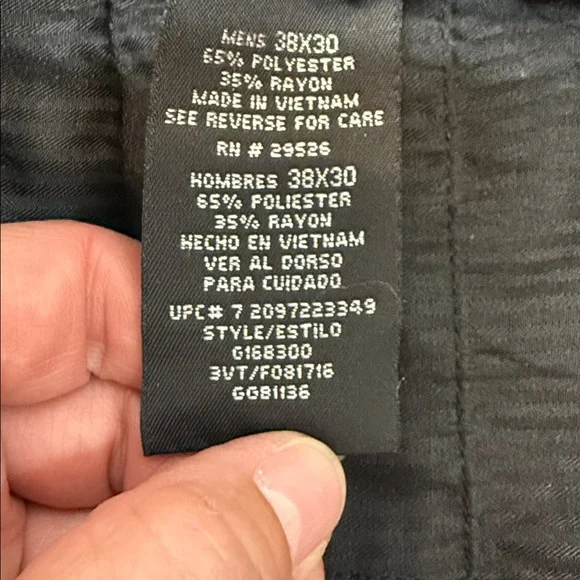 MENS 38X30
65% POLYESTER
35% RAYON
MADE IN VIETNAM
SEE REVERSE FOR CARE
RN # 29526
HOMBRES 38X30
65% POLIESTER
35% RAYON
HECHO EN VIETNAM
VER AL DORSO
PARA CUIDADO
UPC# 7 2097223349
STYLE/ESTILO
G168300
3VT/F081716
GG81136